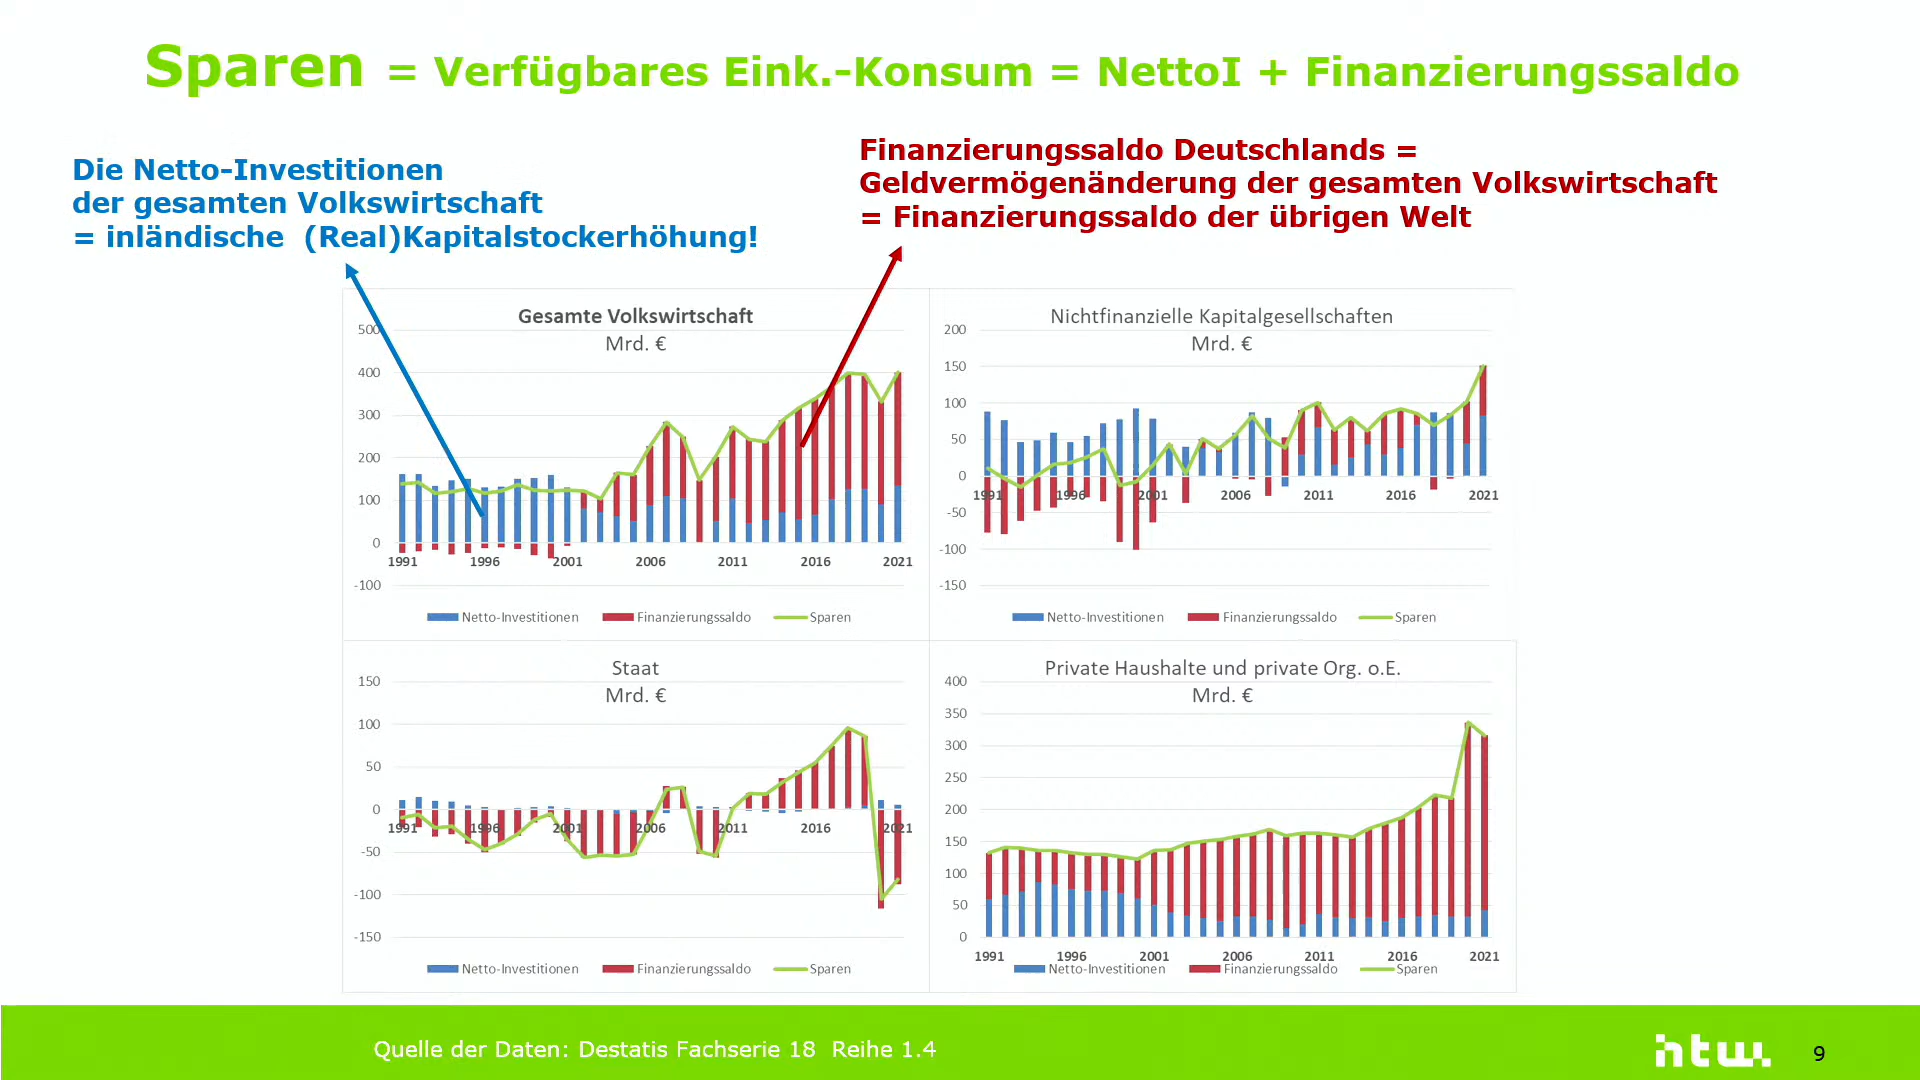 Sparen = Verfügbares Eink.-Konsum = NettoI + Finanzierungssaldo
Die Netto-Investitionen
der gesamten Volkswirtschaft
= inländische (Real)Kapitalstockerhöhung!
Finanzierungssaldo Deutschlands =
Geldvermögenänderung der gesamten Volkswirtschaft
= Finanzierungssaldo der übrigen Welt
Gesamte Volkswirtschaft
Mrd. €
500
400
300
200
100
0
-100
1991 1996 2001 2006 2011 2016 2021
Netto-Investitionen Finanzierungssaldo Sparen
Nichtfinanzielle Kapitalgesellschaften
Mrd. €
200
150
100
50
0
-50
-100
-150
1991 1996 2001 2006 2011 2016 2021
Netto-Investitionen Finanzierungssaldo Sparen
Staat
Mrd. €
150
100
50
0
-50
-100
-150
1991 1996 2001 2006 2011 2016 2021
Netto-Investitionen Finanzierungssaldo Sparen
Private Haushalte und private Org. o.E.
Mrd. €
400
350
300
250
200
150
100
50
0
1991 1996 2001 2006 2011 2016 2021
Netto-Investitionen Finanzierungssaldo Sparen
Quelle der Daten: Destatis Fachserie 18 Reihe 1.4
htw.
9